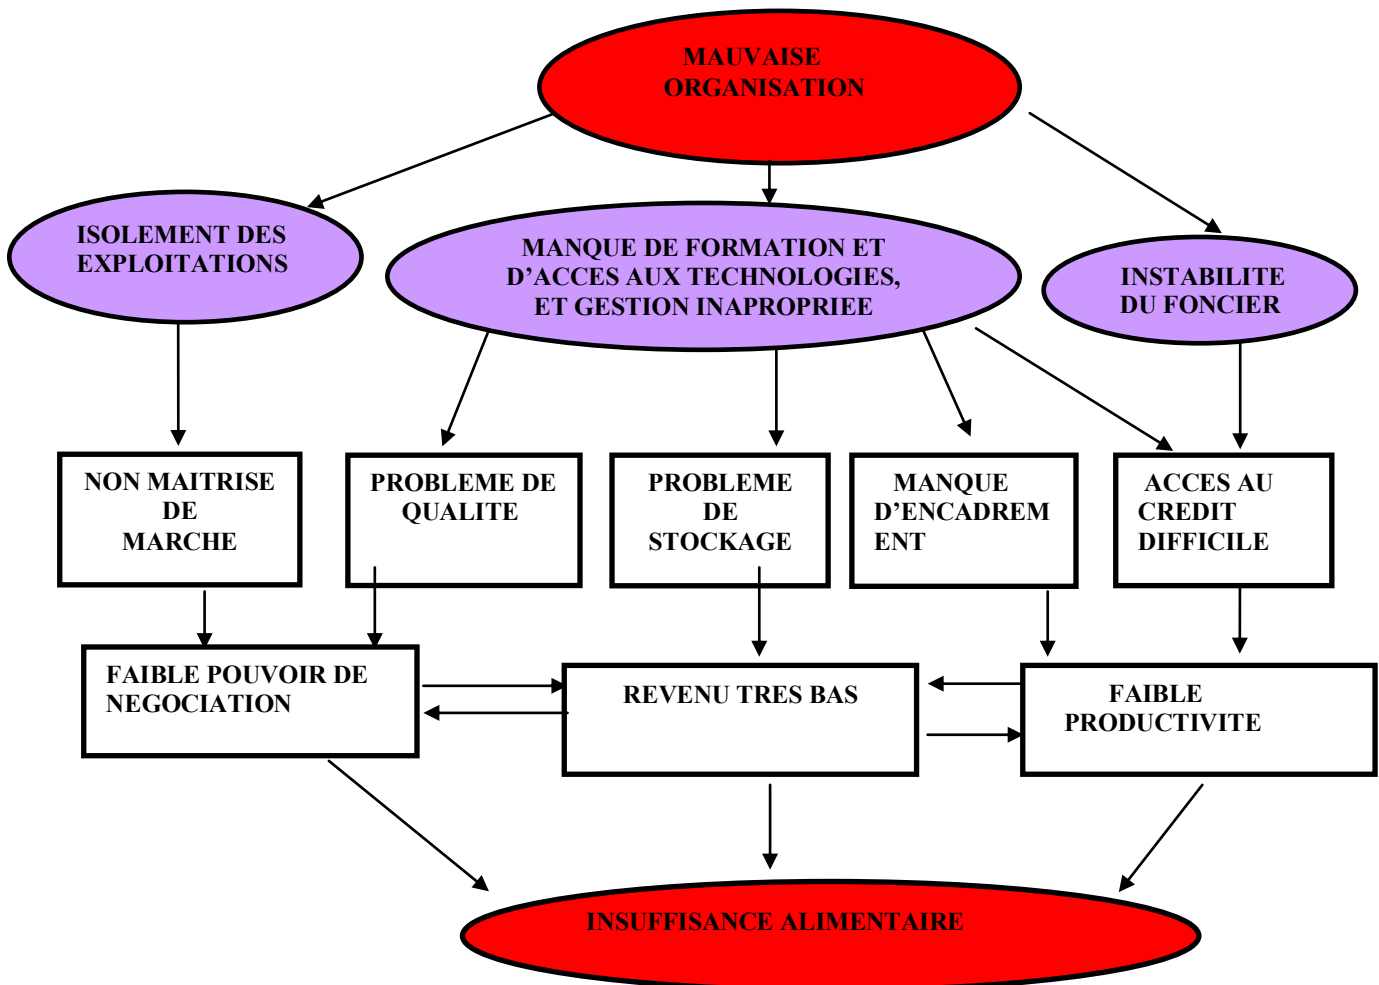 MAUVAISE
ORGANISATION
ISOLEMENT DES
EXPLOITATIONS
MANQUE DE FORMATION ET
D’ACCES AUX TECHNOLOGIES,
ET GESTION INAPROPRIEE
INSTABILITE
DU FONCIER
NON MAITRISE
DE
MARCHE
PROBLEME DE
QUALITE
PROBLEME
DE
STOCKAGE
MANQUE
D’ENCADREM
ENT
ACCES AU
CREDIT
DIFFICILE
FAIBLE POUVOIR DE
NEGOCIATION
REVENU TRES BAS
FAIBLE
PRODUCTIVITE
INSUFFISANCE ALIMENTAIRE